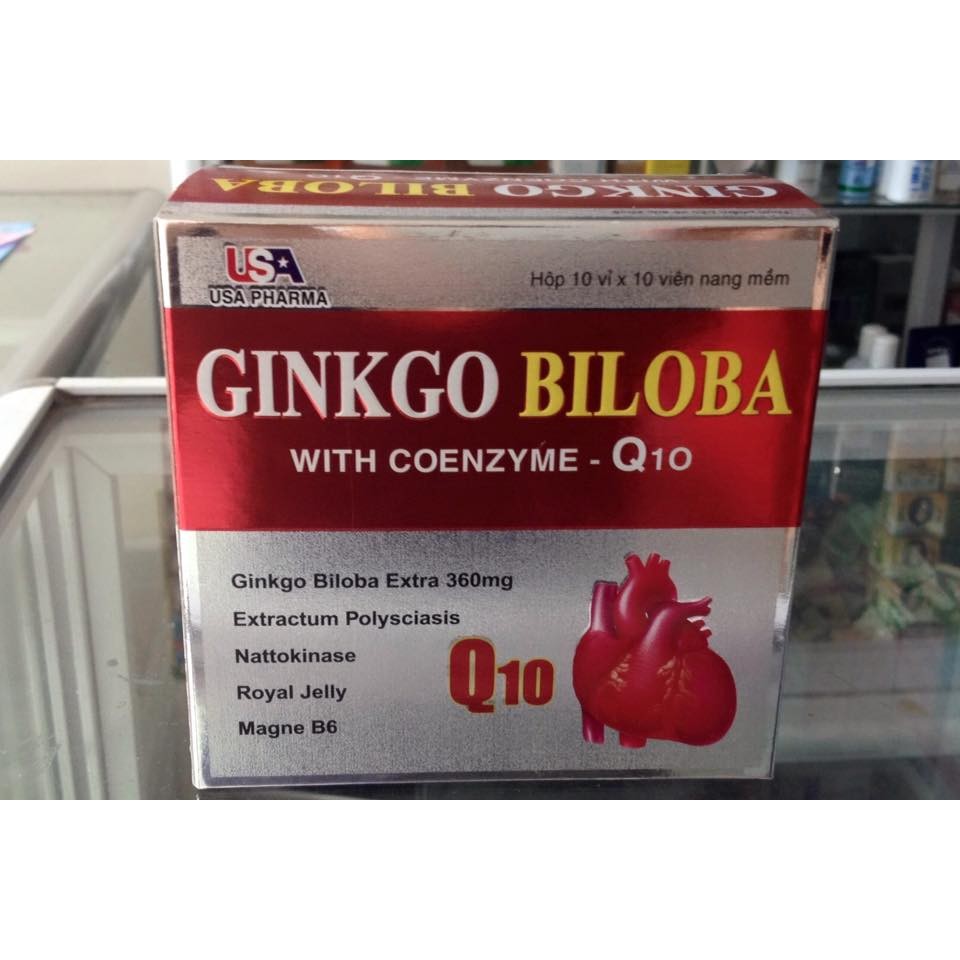 GINKGO BILOBA
USA
USA PHARMA
Hộp 10 vỉ x 10 viên nang mềm
GINKGO BILOBA
WITH COENZYME - Q10
Ginkgo Biloba Extra 360mg
Extractum Polysciasis
Nattokinase
Royal Jelly
Magne B6
Q10